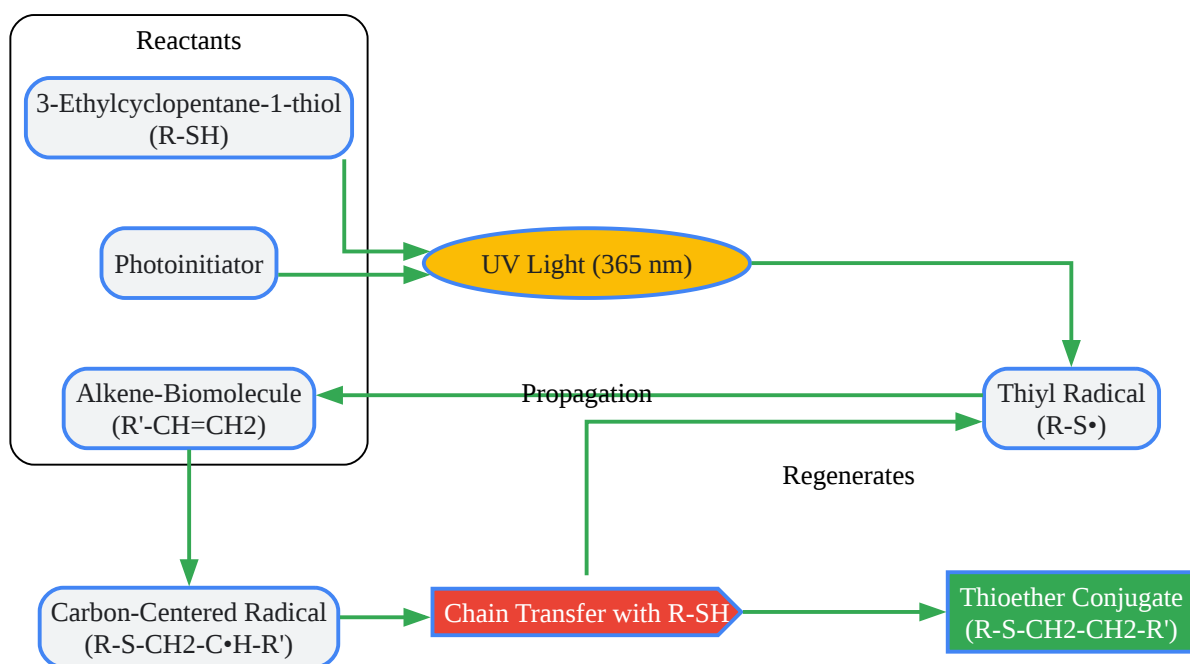 Reactants
3-Ethylcyclopentane-1-thiol
(R-SH)
Photoinitiator
UV Light (365 nm)
Alkene-Biomolecule
(R'-CH=CH2)
Propagation
Thiyl Radical
(R-S•)
Regenerates
Carbon-Centered Radical
(R-S-CH2-C•H-R')
Chain Transfer with R-SH
Thioether Conjugate
(R-S-CH2-CH2-R')